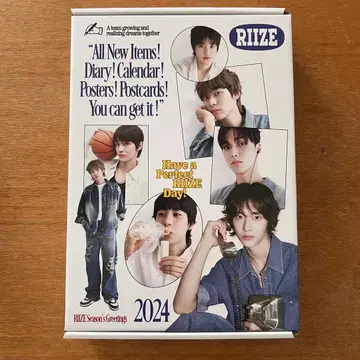 A team growing and
realizing dreams together
RIIZE
"All New Items!
Diary! Calendar!
Posters! Postcards!
You can get it!"
Have a
Perfect
RIIZE
Day!
RIIZE Season's Greetings
2024